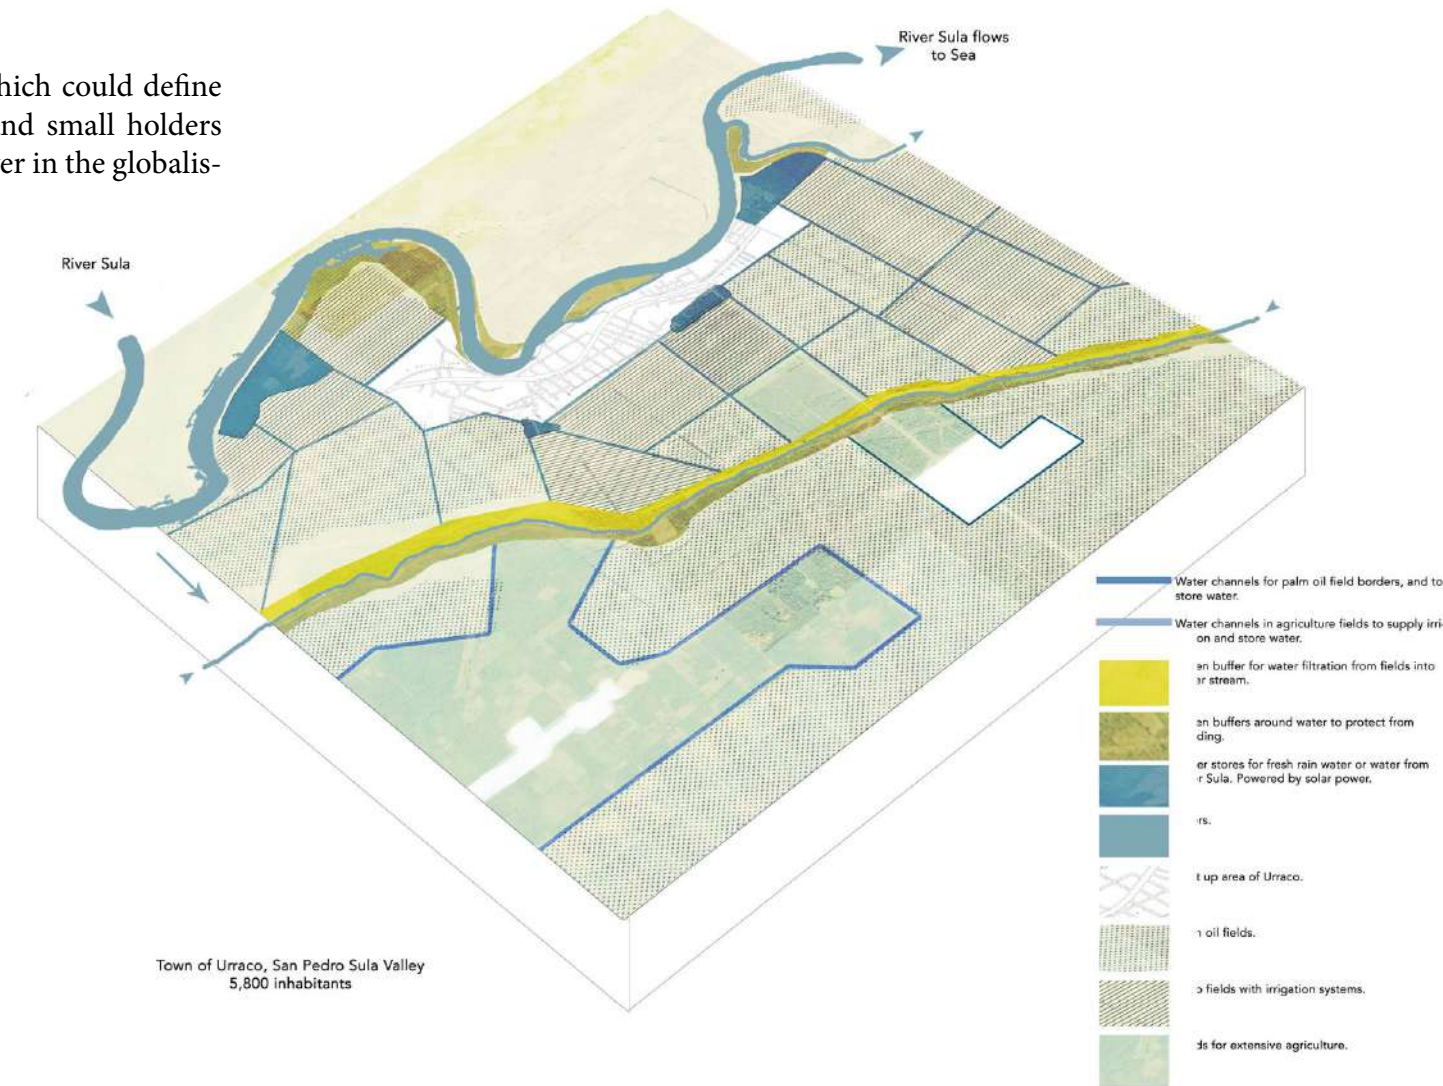 hich could define
nd small holders
er in the globalis-
River Sula flows
to Sea
River Sula
Water channels for palm oil field borders, and to
store water.
Water channels in agriculture fields to supply irri-
on and store water.
en buffer for water filtration from fields into
er stream.
en buffers around water to protect from
ding.
er stores for fresh rain water or water from
r Sula. Powered by solar power.
rs.
t up area of Urraco.
oil fields.
fields with irrigation systems.
ds for extensive agriculture.
Town of Urraco, San Pedro Sula Valley
5,800 inhabitants